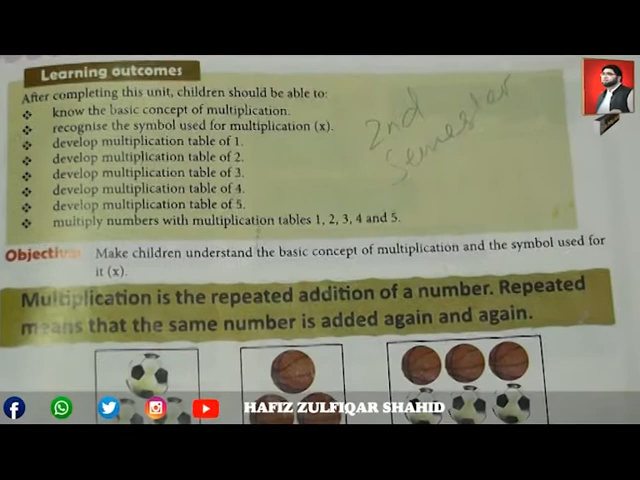 Learning outcomes
After completing this unit, children should be able to:
❖ know the basic concept of multiplication.
❖ recognise the symbol used for multiplication (x).
❖ develop multiplication table of 1.
❖ develop multiplication table of 2.
❖ develop multiplication table of 3.
❖ develop multiplication table of 4.
❖ develop multiplication table of 5.
❖ multiply numbers with multiplication tables 1, 2, 3, 4 and 5.
2nd
Semester
Objective: Make children understand the basic concept of multiplication and the symbol used for
it (x).
Multiplication is the repeated addition of a number. Repeated
means that the same number is added again and again.
HAFIZ ZULFIQAR SHAHID